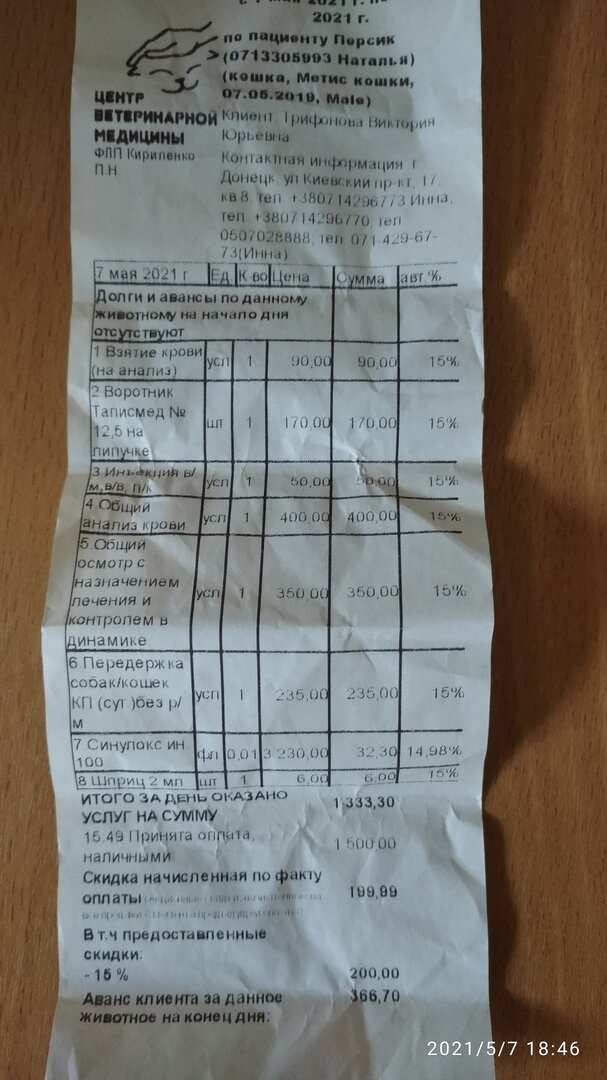 2021 г.
по пациенту Персик
(0713305993 Наталья)
(кошка, Метис кошки,
07.05.2019, Male)
ЦЕНТР
ВЕТЕРИНАРНОЙ
МЕДИЦИНЫ
ФЛП Кириленко
П.Н.
Клиент Трифонова Виктория
Юрьевна
Контактная информация г
Донецк, ул Киевский пр-кт, 17,
кв 8, тел +380714296773 Инна,
тел +380714296770, тел
0507028888, тел 071-429-67-
73(Инна)
7 мая 2021 г Ед К во Цена Сумма авт.%
Долги и авансы по данному
животному на начало дня
отсутствуют
1 Взятие крови
(на анализ) усл 1 90,00 90,00 15%
2 Воротник
Талисмед №
12,5 на
липучке шт 1 170,00 170,00 15%
3 Инъекция в/
м,в/в, п/к усл 1 50,00 50,00 15%
4.Общий
анализ крови усл 1 400,00 400,00 15%
5.Общий
осмотр с
назначением
лечения и
контролем в
динамике усл 1 350,00 350,00 15%
6.Передержка
собак/кошек
КП (сут.)без р/
м усл 1 235,00 235,00 15%
7.Синулокс ин.
100 фл 0,01 3 230,00 32,30 14,98%
8 Шприц 2 мл шт 1 6,00 6,00 15%
ИТОГО ЗА ДЕНЬ ОКАЗАНО
УСЛУГ НА СУММУ 1 333,30
15:49 Принята оплата,
наличными 1 500,00
Скидка начисленная по факту
оплаты 199,99
В т.ч предоставленные
скидки:
- 15 % 200,00
Аванс клиента за данное 366,70
животное на конец дня:
2021/5/7 18:46